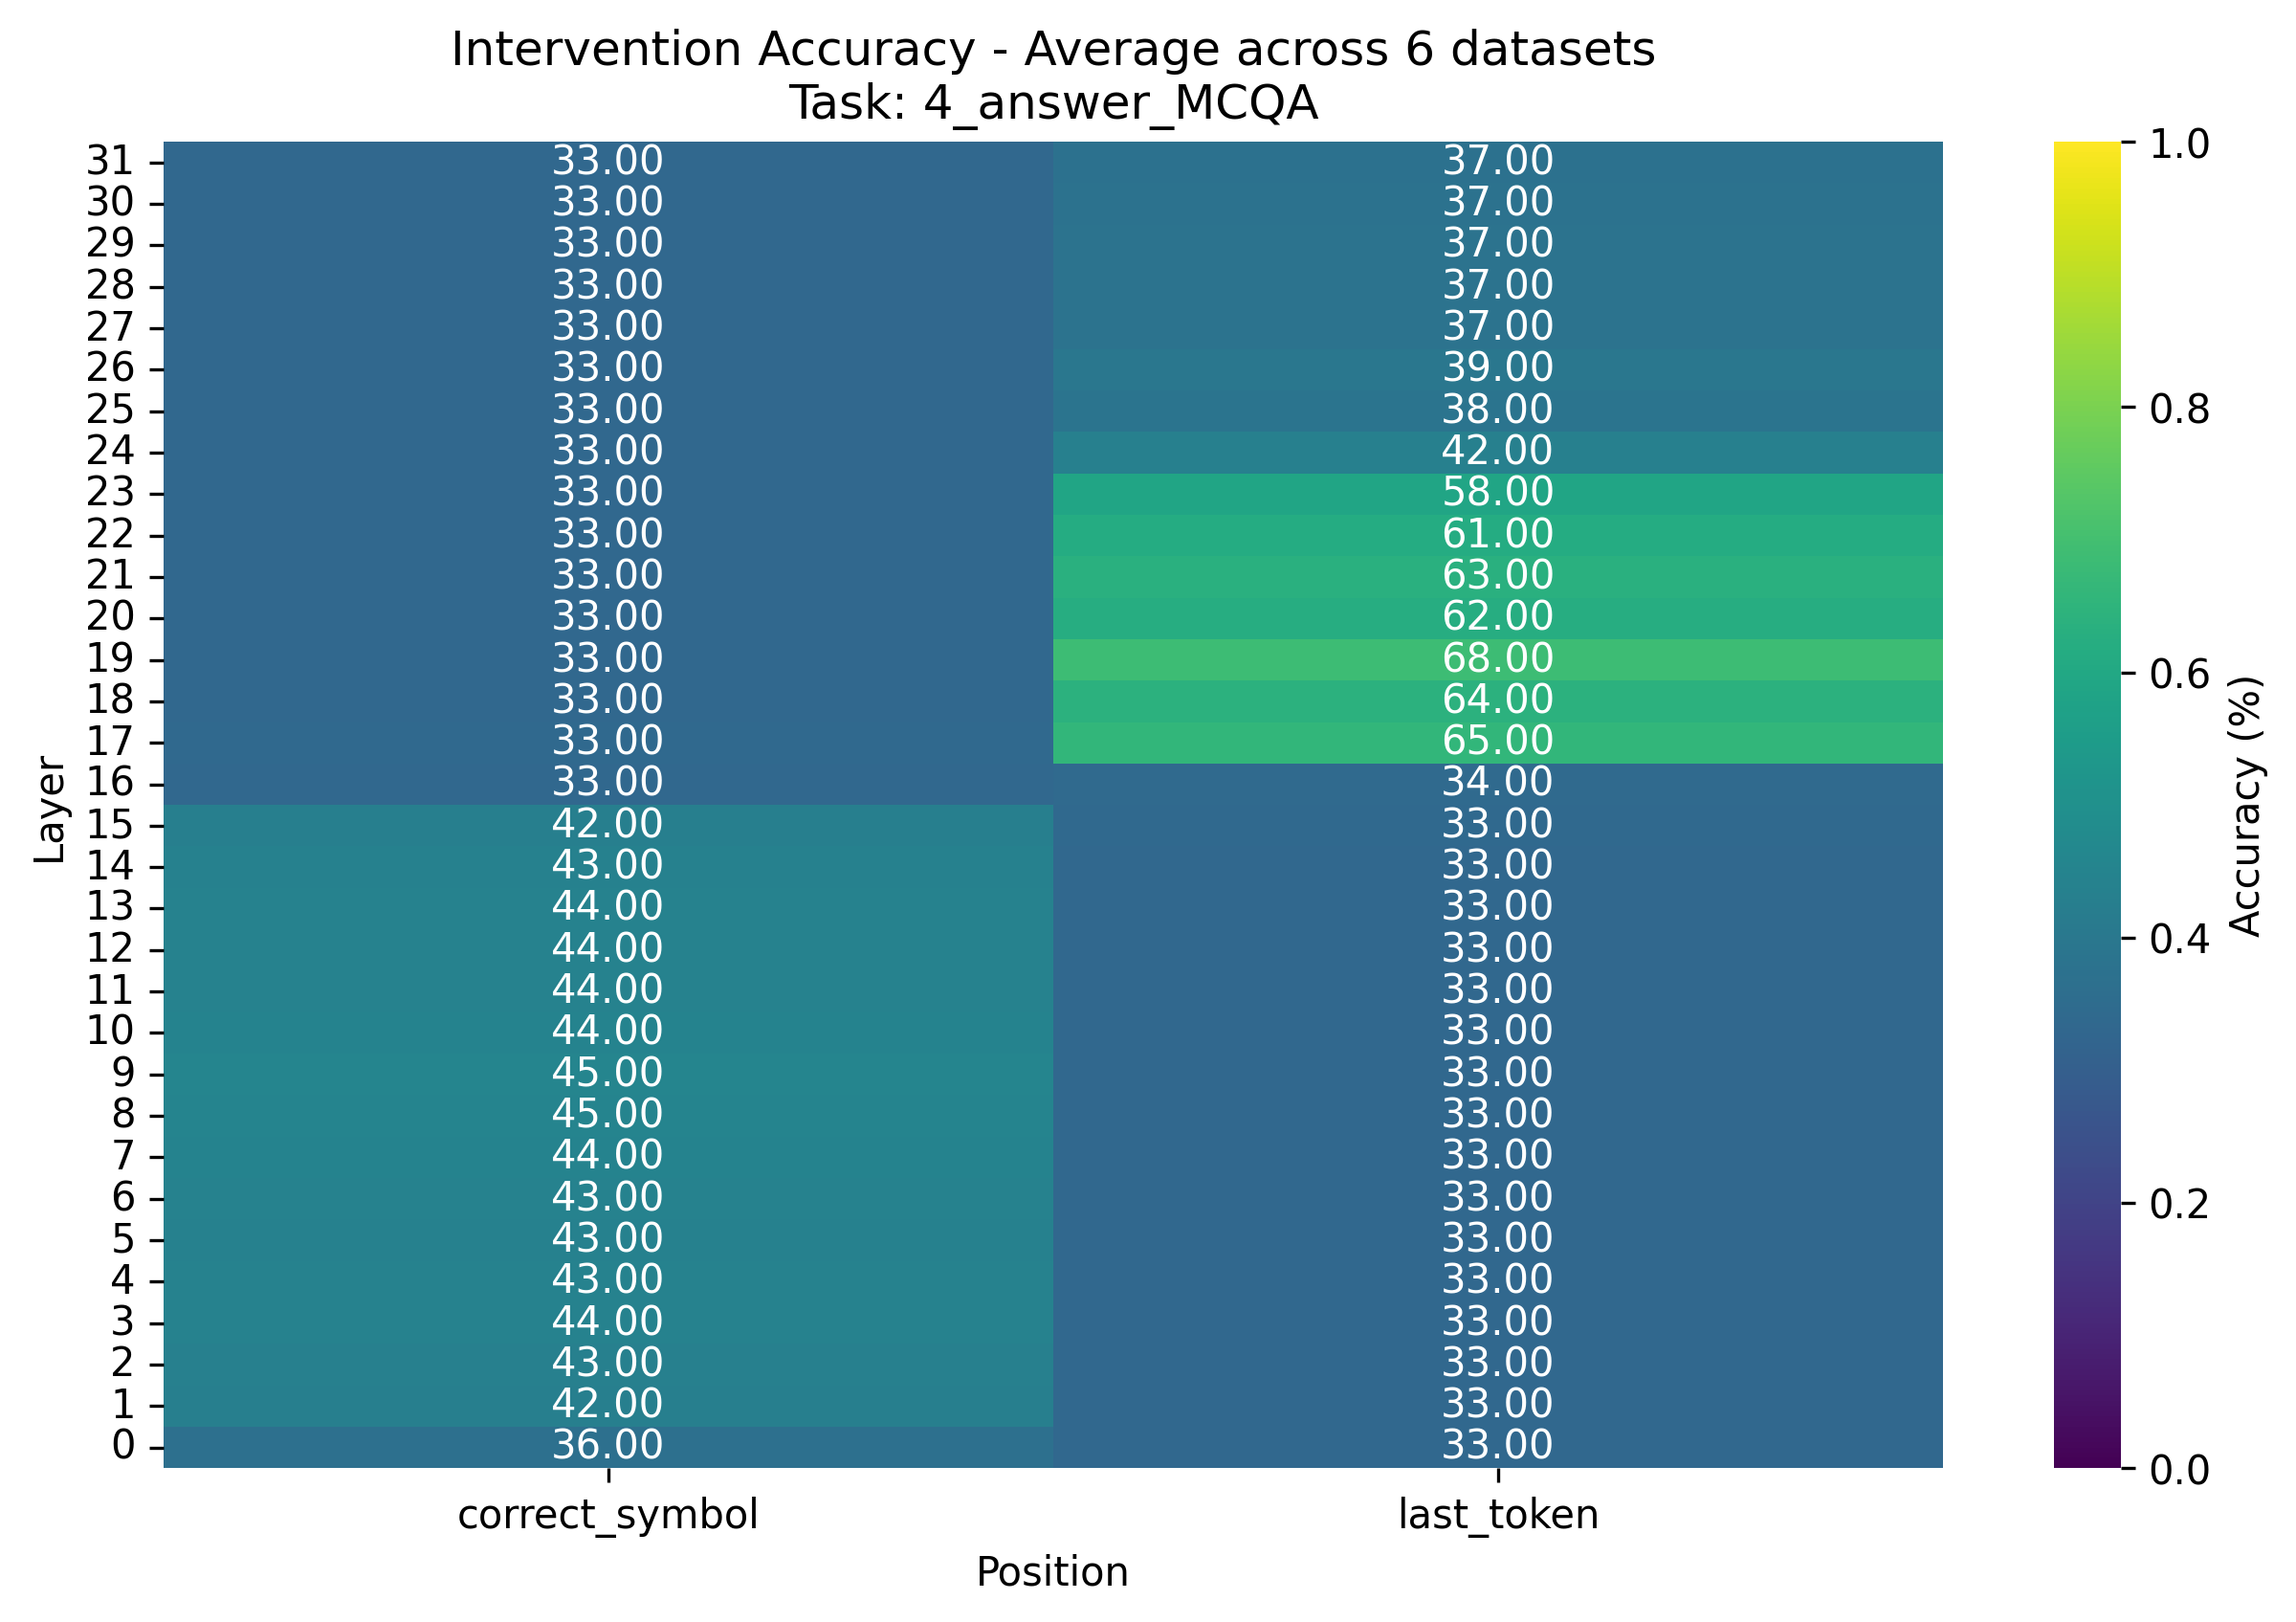 Intervention Accuracy - Average across 6 datasets
Task: 4_answer_MCQA
31 33.00 37.00
30 33.00 37.00
29 33.00 37.00
28 33.00 37.00
27 33.00 37.00
26 33.00 39.00
25 33.00 38.00
24 33.00 42.00
23 33.00 58.00
22 33.00 61.00
21 33.00 63.00
20 33.00 62.00
19 33.00 68.00
18 33.00 64.00
17 33.00 65.00
16 33.00 34.00
15 42.00 33.00
14 43.00 33.00
13 44.00 33.00
12 44.00 33.00
11 44.00 33.00
10 44.00 33.00
9 45.00 33.00
8 45.00 33.00
7 44.00 33.00
6 43.00 33.00
5 43.00 33.00
4 43.00 33.00
3 44.00 33.00
2 43.00 33.00
1 42.00 33.00
0 36.00 33.00
Layer
correct_symbol last_token
Position
1.0
0.8
0.6
0.4
0.2
0.0
Accuracy (%)